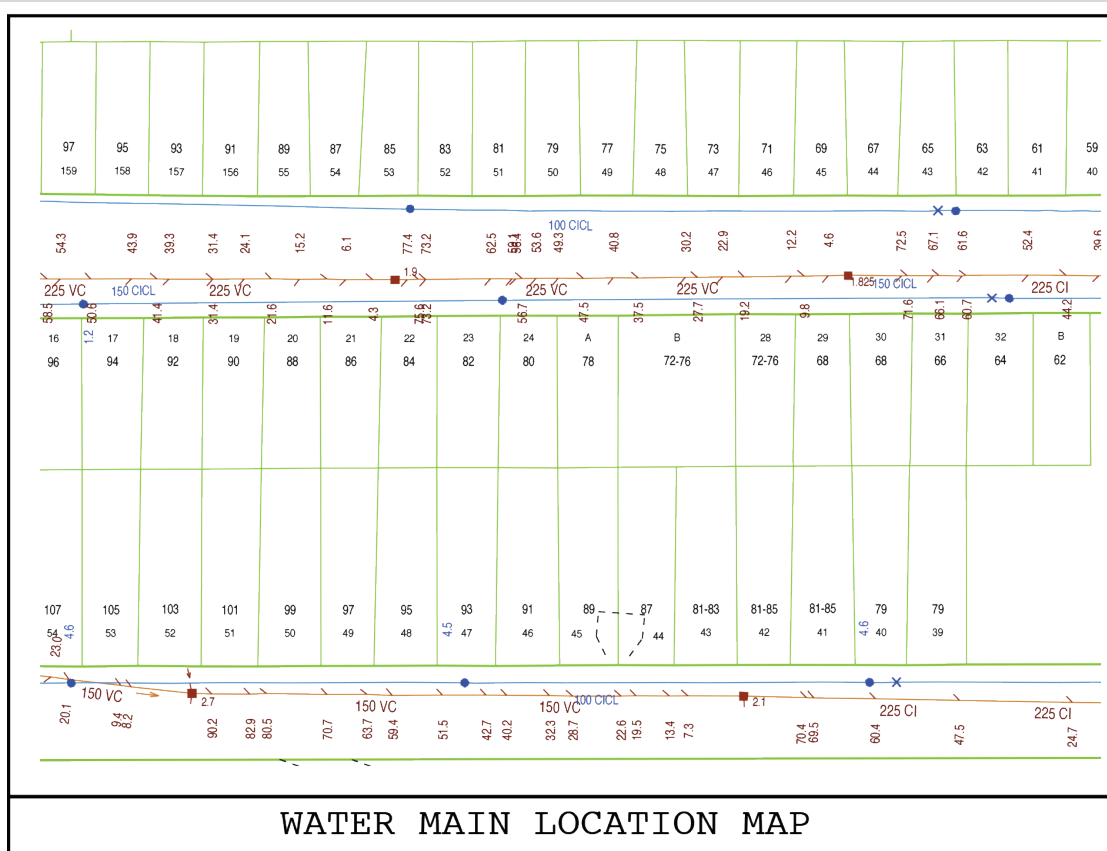 97 95 93 91 89 87 85 83 81 79 77 75 73 71 69 67 65 63 61 59
159 158 157 156 55 54 53 52 51 50 49 48 47 46 45 44 43 42 41 40
100 CICL
54.3 43.9 39.3 31.4 24.1 15.2 6.1 77.4 73.2 62.5 53.6 49.3 40.8 30.2 22.9 12.2 4.6 72.5 67.1 61.6 52.4 39.6
1.9 1.825
225 VC 150 CICL 225 VC 225 VC 225 VC 150 CICL 225 CI
58.5 50.6 41.4 31.4 21.6 11.6 4.3 75.6 73.2 56.7 47.5 37.5 27.7 19.2 9.8 71.6 66.1 60.7 44.2
16 1.2 17 18 19 20 21 22 23 24 A B 28 29 30 31 32 B
96 94 92 90 88 86 84 82 80 78 72-76 72-76 68 68 66 64 62
107 105 103 101 99 97 95 93 91 89 87 81-83 81-85 81-85 79 79
54 4.6 53 52 51 50 49 48 4.5 47 46 45 44 43 42 41 4.6 40 39
23.0
150 VC 2.7 150 VC 150 VC 100 CICL 2.1 225 CI 225 CI
20.1 9.4 8.2 90.2 82.9 80.5 70.7 63.7 59.4 51.5 42.7 40.2 32.3 28.7 22.6 19.5 13.4 7.3 70.4 69.5 60.4 47.5 24.7
WATER MAIN LOCATION MAP